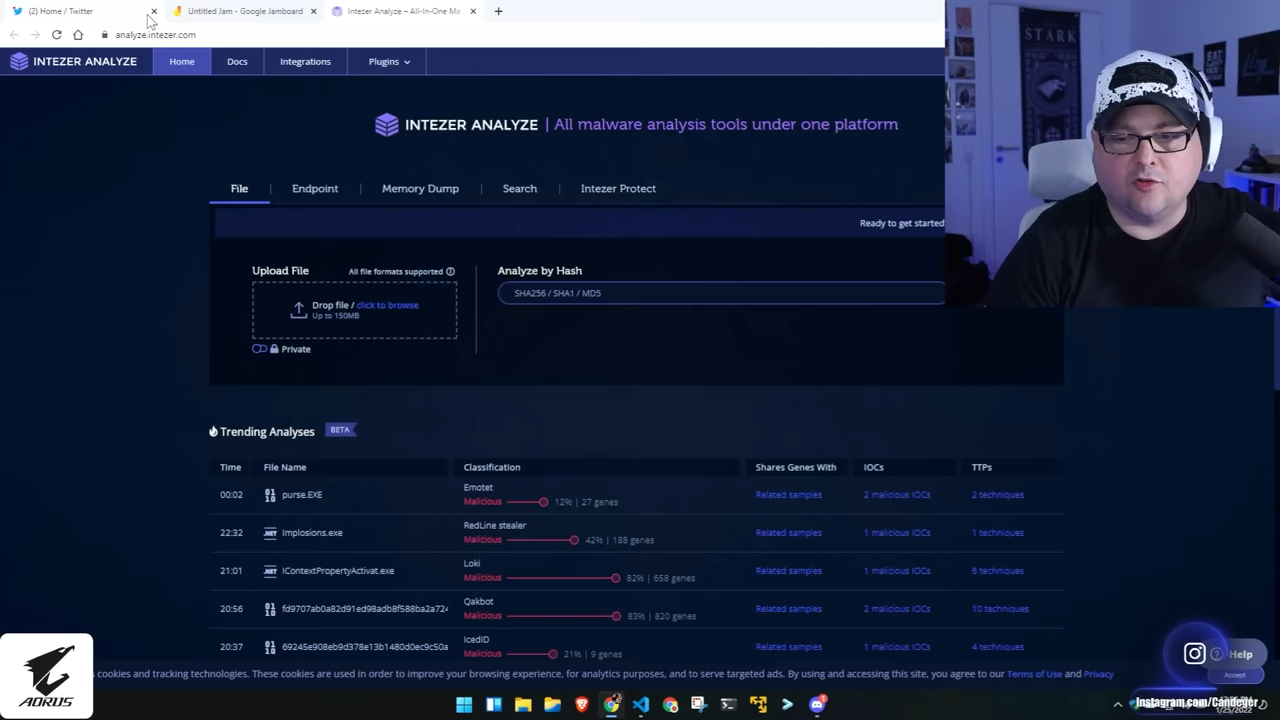 (2) Home / Twitter
Untitled Jam - Google Jamboard
Intezer Analyze – All-In-One Ma
analyze.intezer.com
INTEZER ANALYZE
Home
Docs
Integrations
Plugins
STARK
INTEZER ANALYZE | All malware analysis tools under one platform
File
Endpoint
Memory Dump
Search
Intezer Protect
Ready to get started
Upload File
All file formats supported
Analyze by Hash
Drop file / click to browse
Up to 150MB
SHA256 / SHA1 / MD5
Private
Trending Analyses
BETA
Time File Name Classification Shares Genes With IOCs TTPs
00:02 purse.EXE Emotet
Malicious 12% | 27 genes Related samples 2 malicious IOCs 2 techniques
22:32 Implosions.exe RedLine stealer
Malicious 42% | 188 genes Related samples 1 malicious IOCs 1 techniques
21:01 IContextPropertyActivat.exe Loki
Malicious 82% | 658 genes Related samples 1 malicious IOCs 6 techniques
20:56 fd9707ab0a82d91ed98adb8f588ba2a724 Qakbot
Malicious 83% | 820 genes Related samples 2 malicious IOCs 10 techniques
20:37 69245e908eb9d378e13b1480d0ec9c50a IcedID
Malicious 21% | 9 genes Related samples 1 malicious IOCs 4 techniques
s cookies and tracking technologies. These cookies are used in order to improve your browsing experience, for analytics purposes, and to serve targeted ads. By using and accessing this site, you agree to our Terms of Use and Privacy
Help
Accept
AORUS
Instagram.com/Candever
1/25/2022